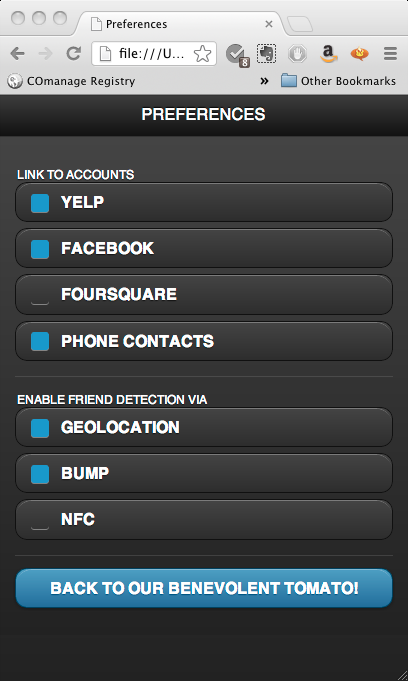 Preferences
file:///U...
8
COmanage Registry
»
Other Bookmarks
PREFERENCES
LINK TO ACCOUNTS
YELP
FACEBOOK
FOURSQUARE
PHONE CONTACTS
ENABLE FRIEND DETECTION VIA
GEOLOCATION
BUMP
NFC
BACK TO OUR BENEVOLENT TOMATO!